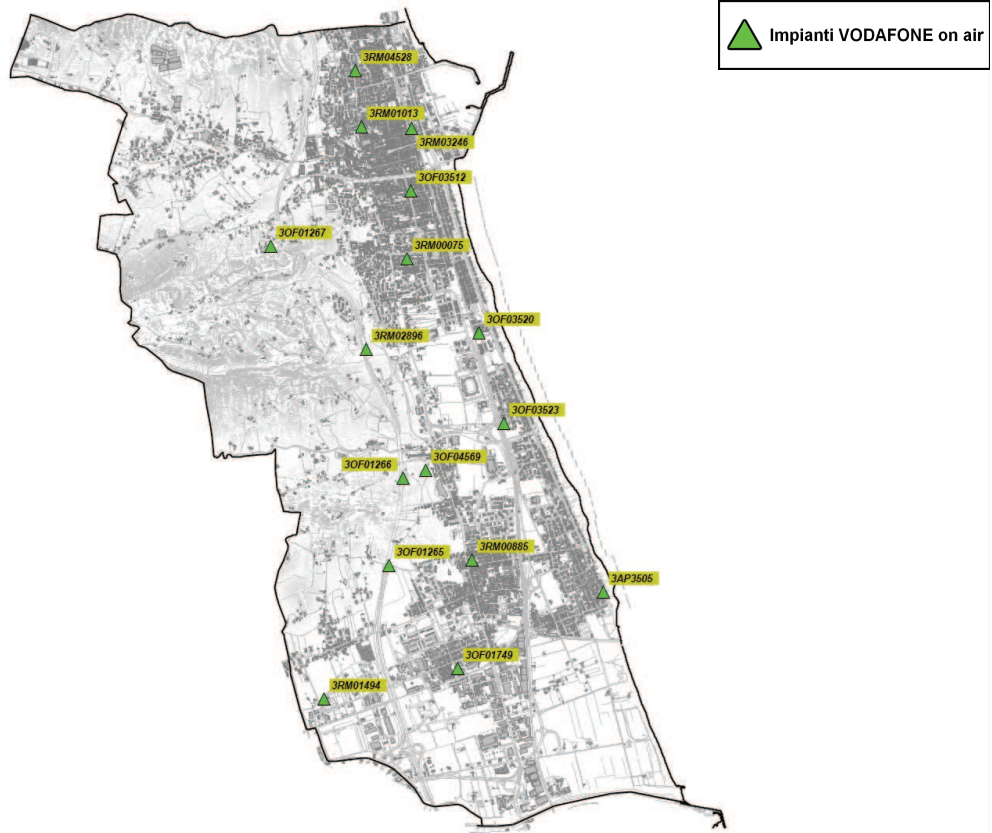 Impianti VODAFONE on air
3RM04528
3RM01013
3RM03246
3OF03512
3OF01267
3RM00075
3OF03520
3RM02896
3OF03523
3OF04569
3OF01266
3RM00885
3OF01265
3AP3505
3OF01749
3RM01494